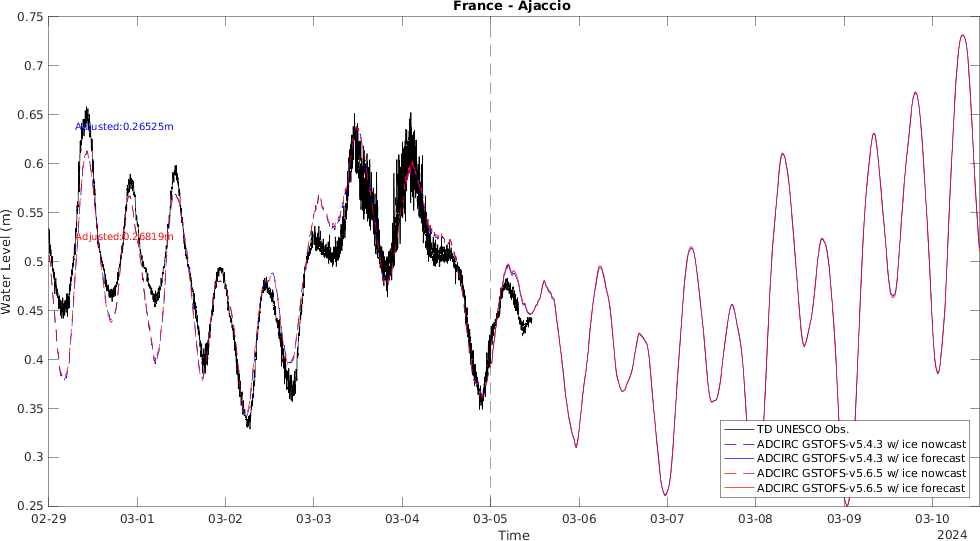 France - Ajaccio
0.75
0.7
0.65
0.6
0.55
0.5
0.45
0.4
0.35
0.3
0.25
Water Level (m)
Adjusted:0.26525m
Adjusted:0.26819m
TD UNESCO Obs.
ADCIRC GSTOFS-v5.4.3 w/ ice nowcast
ADCIRC GSTOFS-v5.4.3 w/ ice forecast
ADCIRC GSTOFS-v5.6.5 w/ ice nowcast
ADCIRC GSTOFS-v5.6.5 w/ ice forecast
02-29 03-01 03-02 03-03 03-04 03-05 03-06 03-07 03-08 03-09 03-10
Time
2024